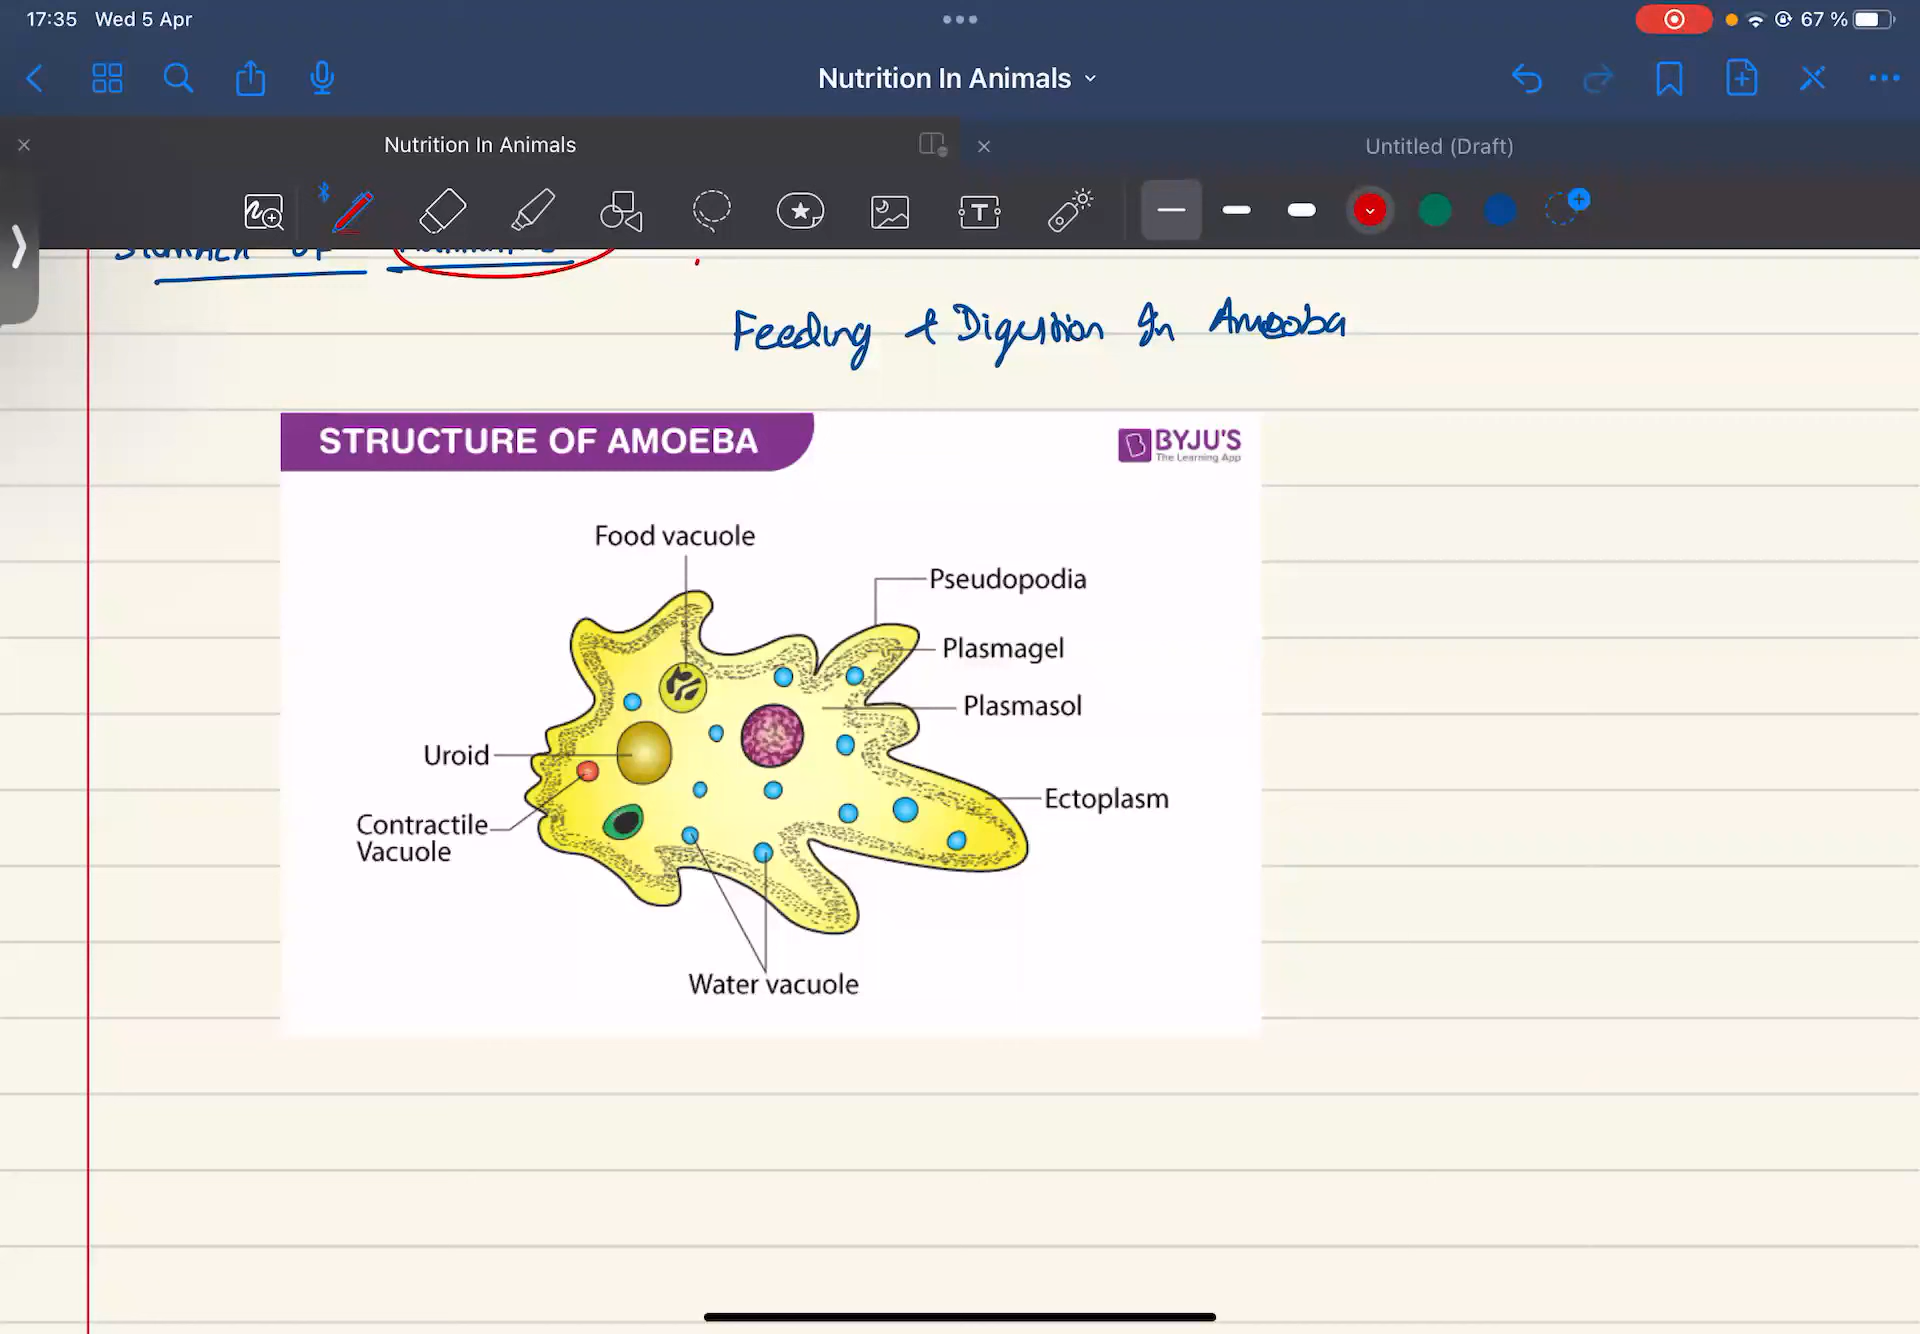 17:35 Wed 5 Apr
67 %
Nutrition In Animals
Nutrition In Animals
Untitled (Draft)
T
of
Feeding & Digestion In Amoeba
STRUCTURE OF AMOEBA
BYJU'S
The Learning App
Food vacuole
Pseudopodia
Plasmagel
Plasmasol
Uroid
Ectoplasm
Contractile
Vacuole
Water vacuole